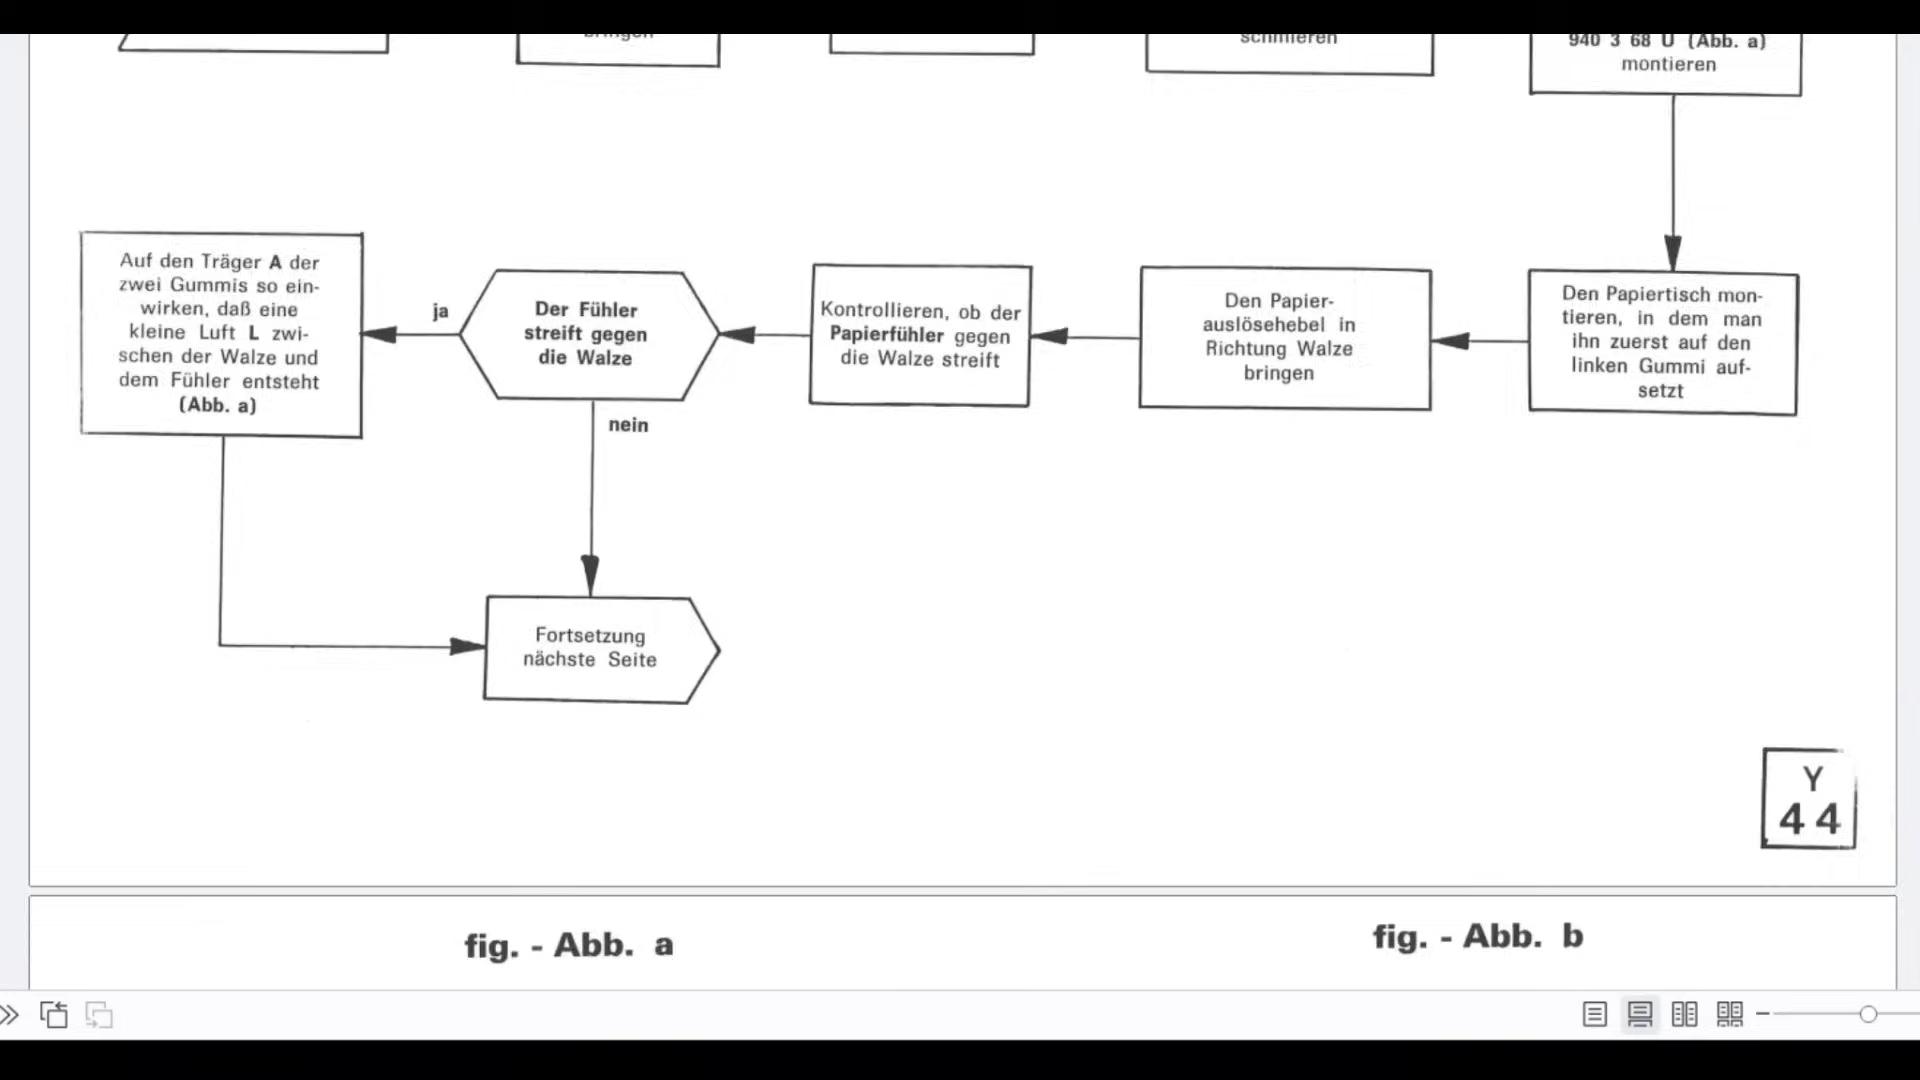 bringen
schmieren
940 3 68 U (Abb. a)
montieren
Auf den Träger A der
zwei Gummis so ein-
wirken, daß eine
kleine Luft L zwi-
schen der Walze und
dem Fühler entsteht
(Abb. a)
ja
Der Fühler
streift gegen
die Walze
nein
Kontrollieren, ob der
Papierfühler gegen
die Walze streift
Den Papier-
auslösehebel in
Richtung Walze
bringen
Den Papiertisch mon-
tieren, in dem man
ihn zuerst auf den
linken Gummi auf-
setzt
Fortsetzung
nächste Seite
Y
44
fig. - Abb. a
fig. - Abb. b